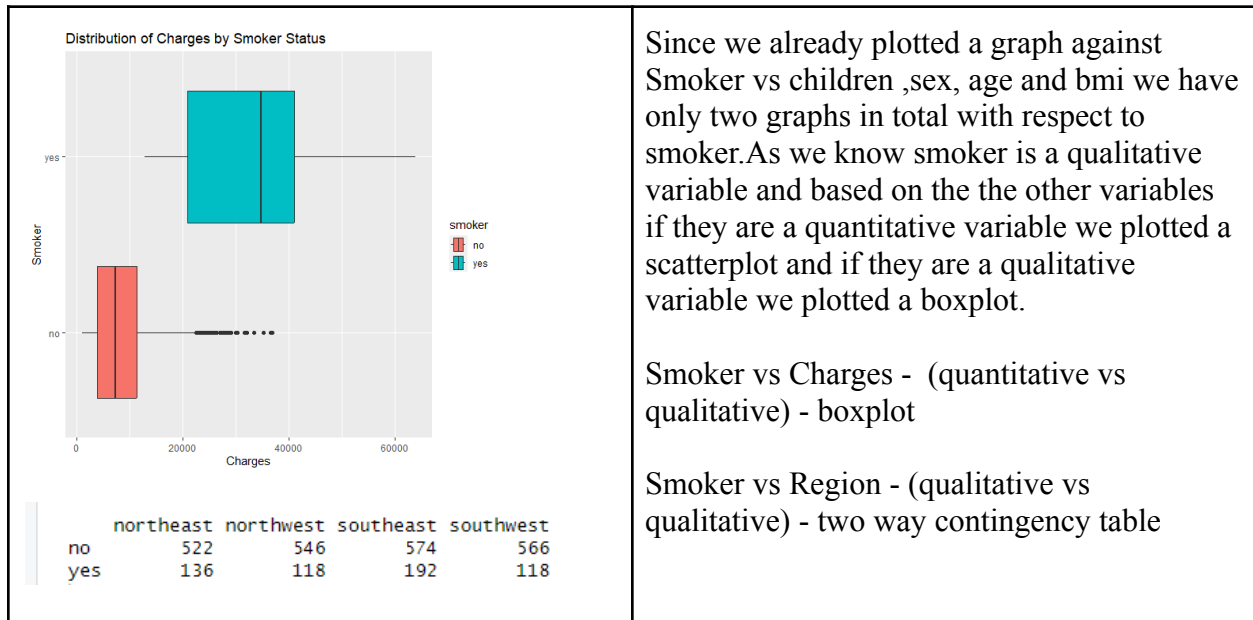 Distribution of Charges by Smoker Status
yes
no
Smoker
0 20000 40000 60000
Charges
smoker
no
yes
northeast northwest southeast southwest
no 522 546 574 566
yes 136 118 192 118
Since we already plotted a graph against
Smoker vs children ,sex, age and bmi we have
only two graphs in total with respect to
smoker.As we know smoker is a qualitative
variable and based on the the other variables
if they are a quantitative variable we plotted a
scatterplot and if they are a qualitative
variable we plotted a boxplot.
Smoker vs Charges - (quantitative vs
qualitative) - boxplot
Smoker vs Region - (qualitative vs
qualitative) - two way contingency table